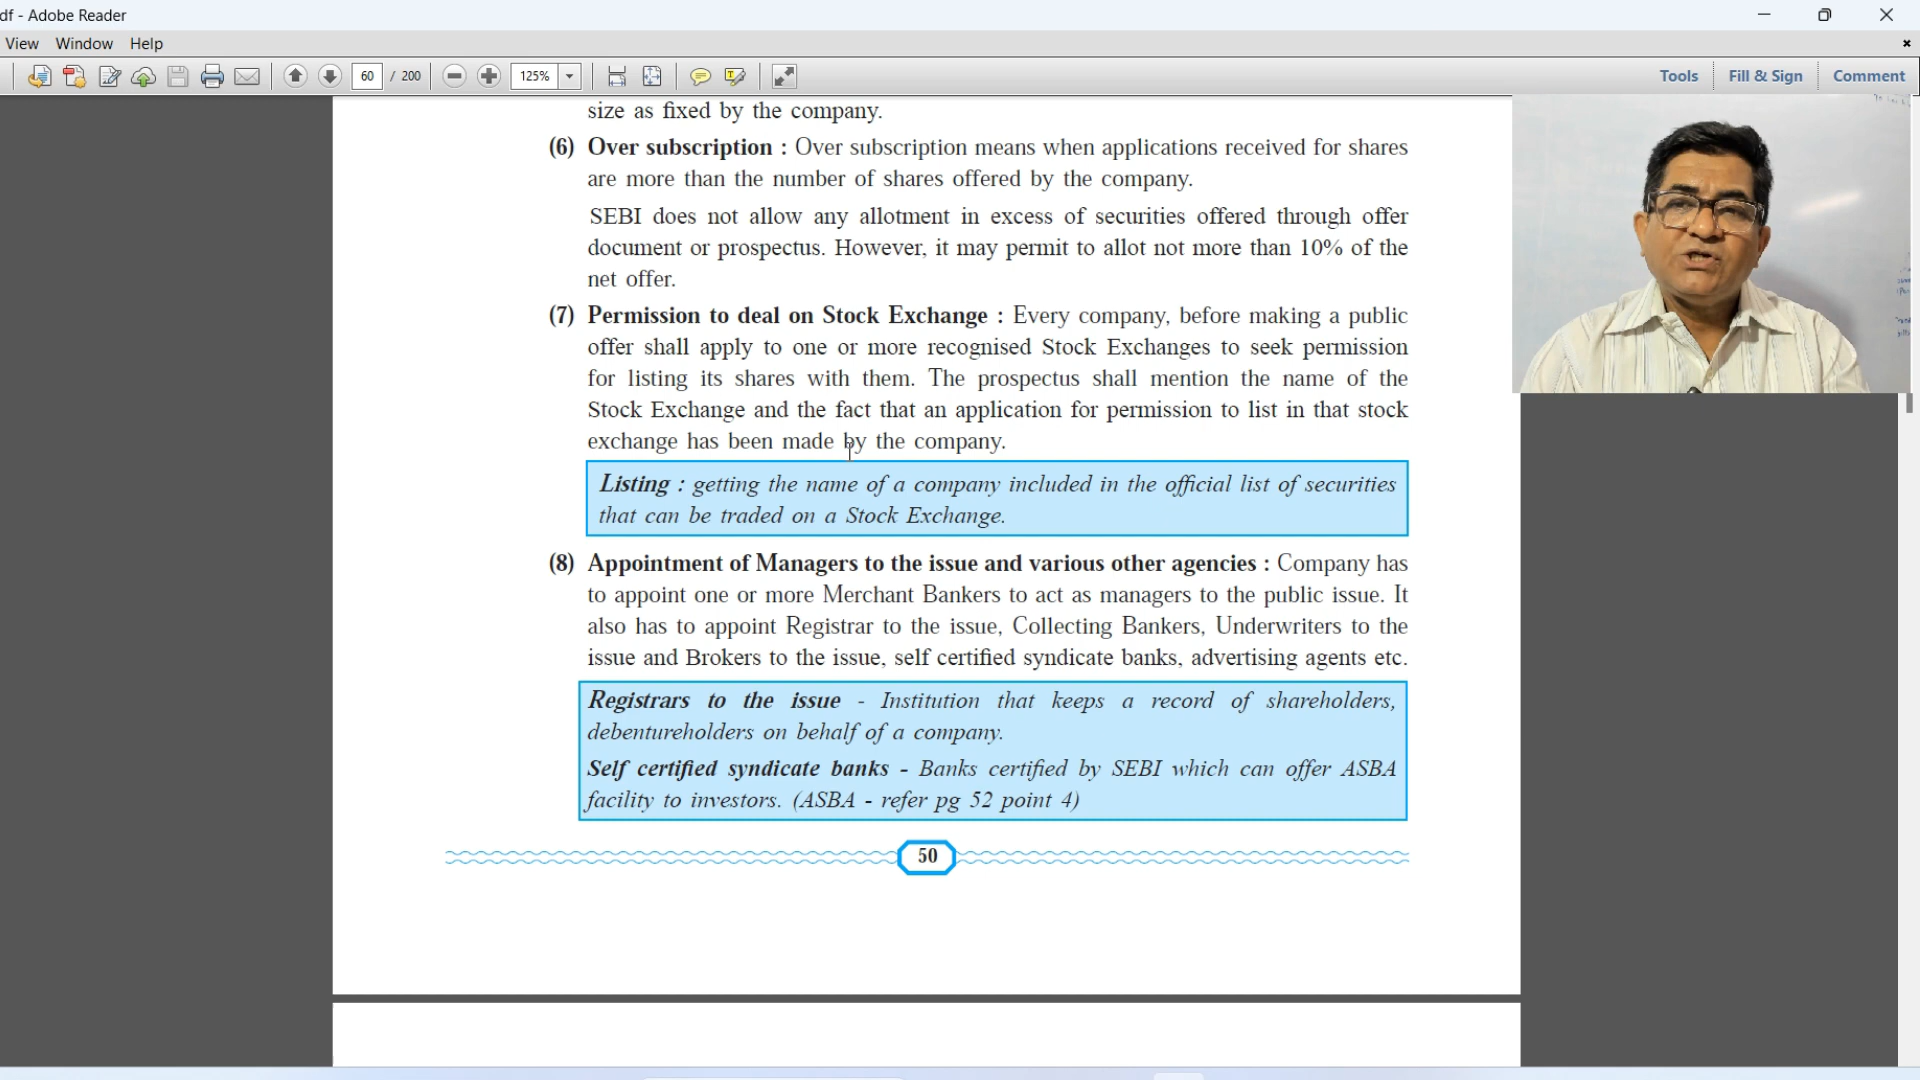 df - Adobe Reader
View Window Help
60 / 200 125% Tools Fill & Sign Comment
size as fixed by the company.
(6) Over subscription : Over subscription means when applications received for shares
are more than the number of shares offered by the company.
SEBI does not allow any allotment in excess of securities offered through offer
document or prospectus. However, it may permit to allot not more than 10% of the
net offer.
(7) Permission to deal on Stock Exchange : Every company, before making a public
offer shall apply to one or more recognised Stock Exchanges to seek permission
for listing its shares with them. The prospectus shall mention the name of the
Stock Exchange and the fact that an application for permission to list in that stock
exchange has been made by the company.
Listing : getting the name of a company included in the official list of securities
that can be traded on a Stock Exchange.
(8) Appointment of Managers to the issue and various other agencies : Company has
to appoint one or more Merchant Bankers to act as managers to the public issue. It
also has to appoint Registrar to the issue, Collecting Bankers, Underwriters to the
issue and Brokers to the issue, self certified syndicate banks, advertising agents etc.
Registrars to the issue - Institution that keeps a record of shareholders,
debentureholders on behalf of a company.
Self certified syndicate banks - Banks certified by SEBI which can offer ASBA
facility to investors. (ASBA - refer pg 52 point 4)
50